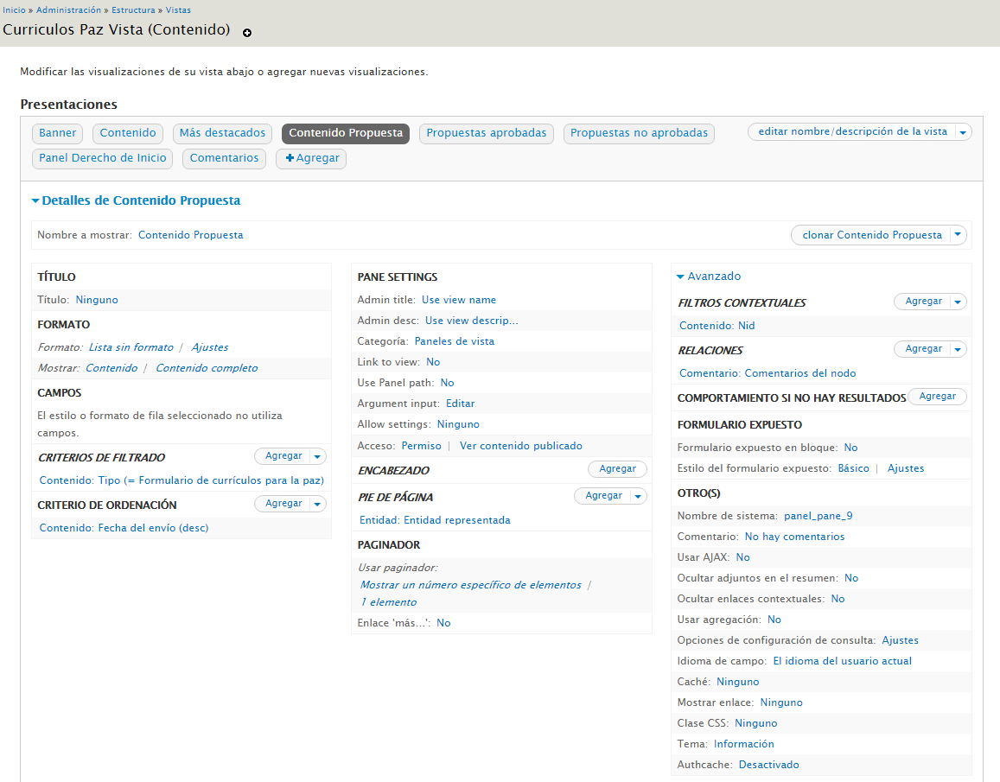 Inicio » Administración » Estructura » Vistas
Curriculos Paz Vista (Contenido)
Modificar las visualizaciones de su vista abajo o agregar nuevas visualizaciones.
Presentaciones
Banner Contenido Más destacados Contenido Propuesta Propuestas aprobadas Propuestas no aprobadas editar nombre/descripción de la vista
Panel Derecho de Inicio Comentarios +Agregar
Detalles de Contenido Propuesta
Nombre a mostrar: Contenido Propuesta clonar Contenido Propuesta
TÍTULO
Título: Ninguno
FORMATO
Formato: Lista sin formato | Ajustes
Mostrar: Contenido | Contenido completo
CAMPOS
El estilo o formato de fila seleccionado no utiliza
campos.
CRITERIOS DE FILTRADO Agregar
Contenido: Tipo (= Formulario de currículos para la paz)
CRITERIO DE ORDENACIÓN Agregar
Contenido: Fecha del envío (desc)
PANE SETTINGS
Admin title: Use view name
Admin desc: Use view descrip...
Categoría: Paneles de vista
Link to view: No
Use Panel path: No
Argument input: Editar
Allow settings: Ninguno
Acceso: Permiso | Ver contenido publicado
ENCABEZADO Agregar
PIE DE PÁGINA Agregar
Entidad: Entidad representada
PAGINADOR
Usar paginador:
Mostrar un número específico de elementos |
1 elemento
Enlace 'más...': No
Avanzado
FILTROS CONTEXTUALES Agregar
Contenido: Nid
RELACIONES Agregar
Comentario: Comentarios del nodo
COMPORTAMIENTO SI NO HAY RESULTADOS Agregar
FORMULARIO EXPUESTO
Formulario expuesto en bloque: No
Estilo del formulario expuesto: Básico | Ajustes
OTRO(S)
Nombre de sistema: panel_pane_9
Comentario: No hay comentarios
Usar AJAX: No
Ocultar adjuntos en el resumen: No
Ocultar enlaces contextuales: No
Usar agregación: No
Opciones de configuración de consulta: Ajustes
Idioma de campo: El idioma del usuario actual
Caché: Ninguno
Mostrar enlace: Ninguno
Clase CSS: Ninguno
Tema: Información
Authcache: Desactivado